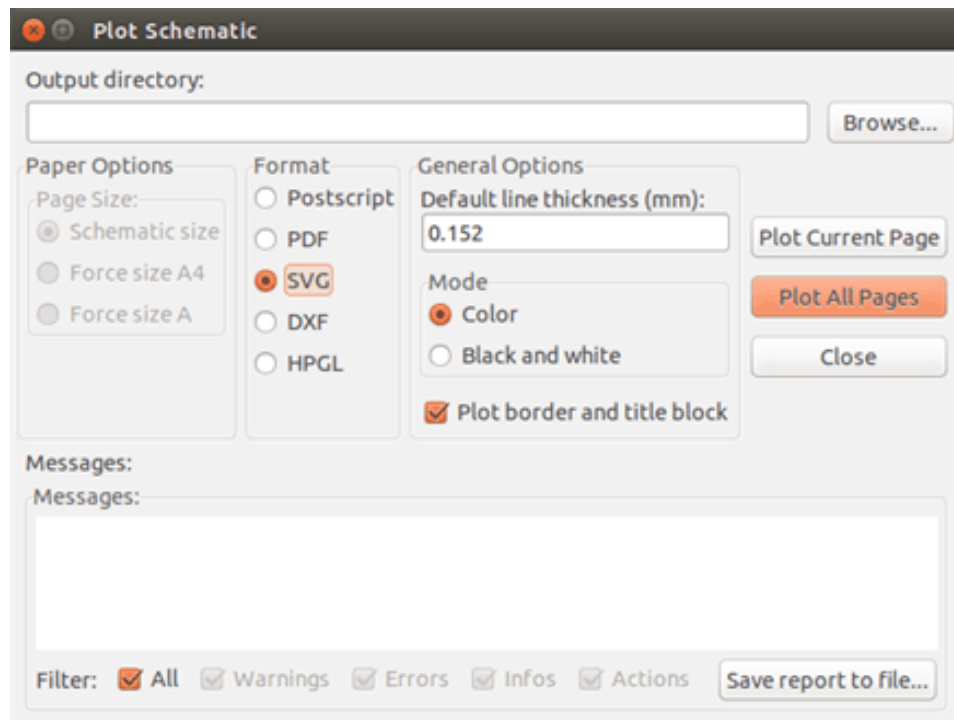 Plot Schematic
Output directory:
Browse...
Paper Options
Page Size:
Schematic size
Force size A4
Force size A
Format
Postscript
PDF
SVG
DXF
HPGL
General Options
Default line thickness (mm):
0.152
Mode
Color
Black and white
Plot border and title block
Plot Current Page
Plot All Pages
Close
Messages:
Messages:
Filter: All Warnings Errors Infos Actions Save report to file...